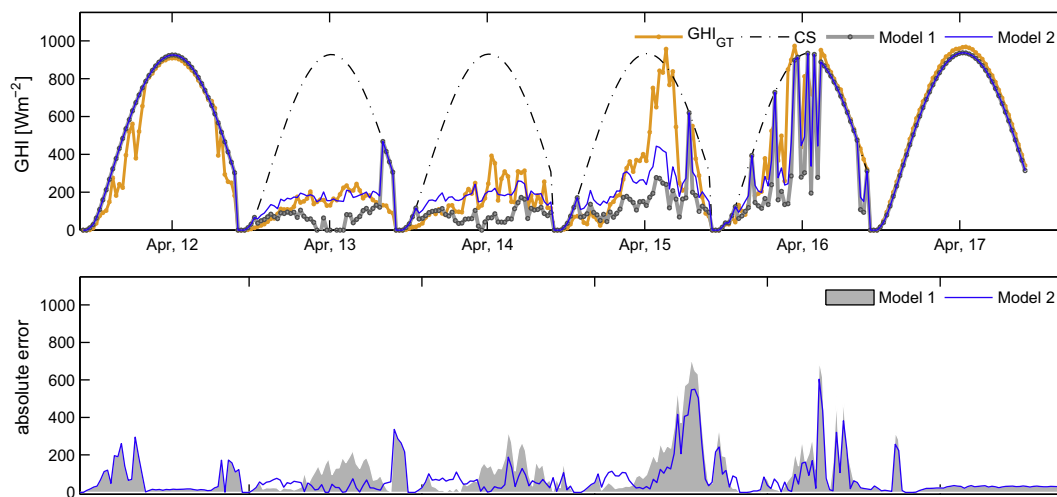 GHI_GT CS Model 1 Model 2
GHI [Wm⁻²]
1000
800
600
400
200
0
Apr, 12 Apr, 13 Apr, 14 Apr, 15 Apr, 16 Apr, 17
Model 1 Model 2
absolute error
1000
800
600
400
200
0